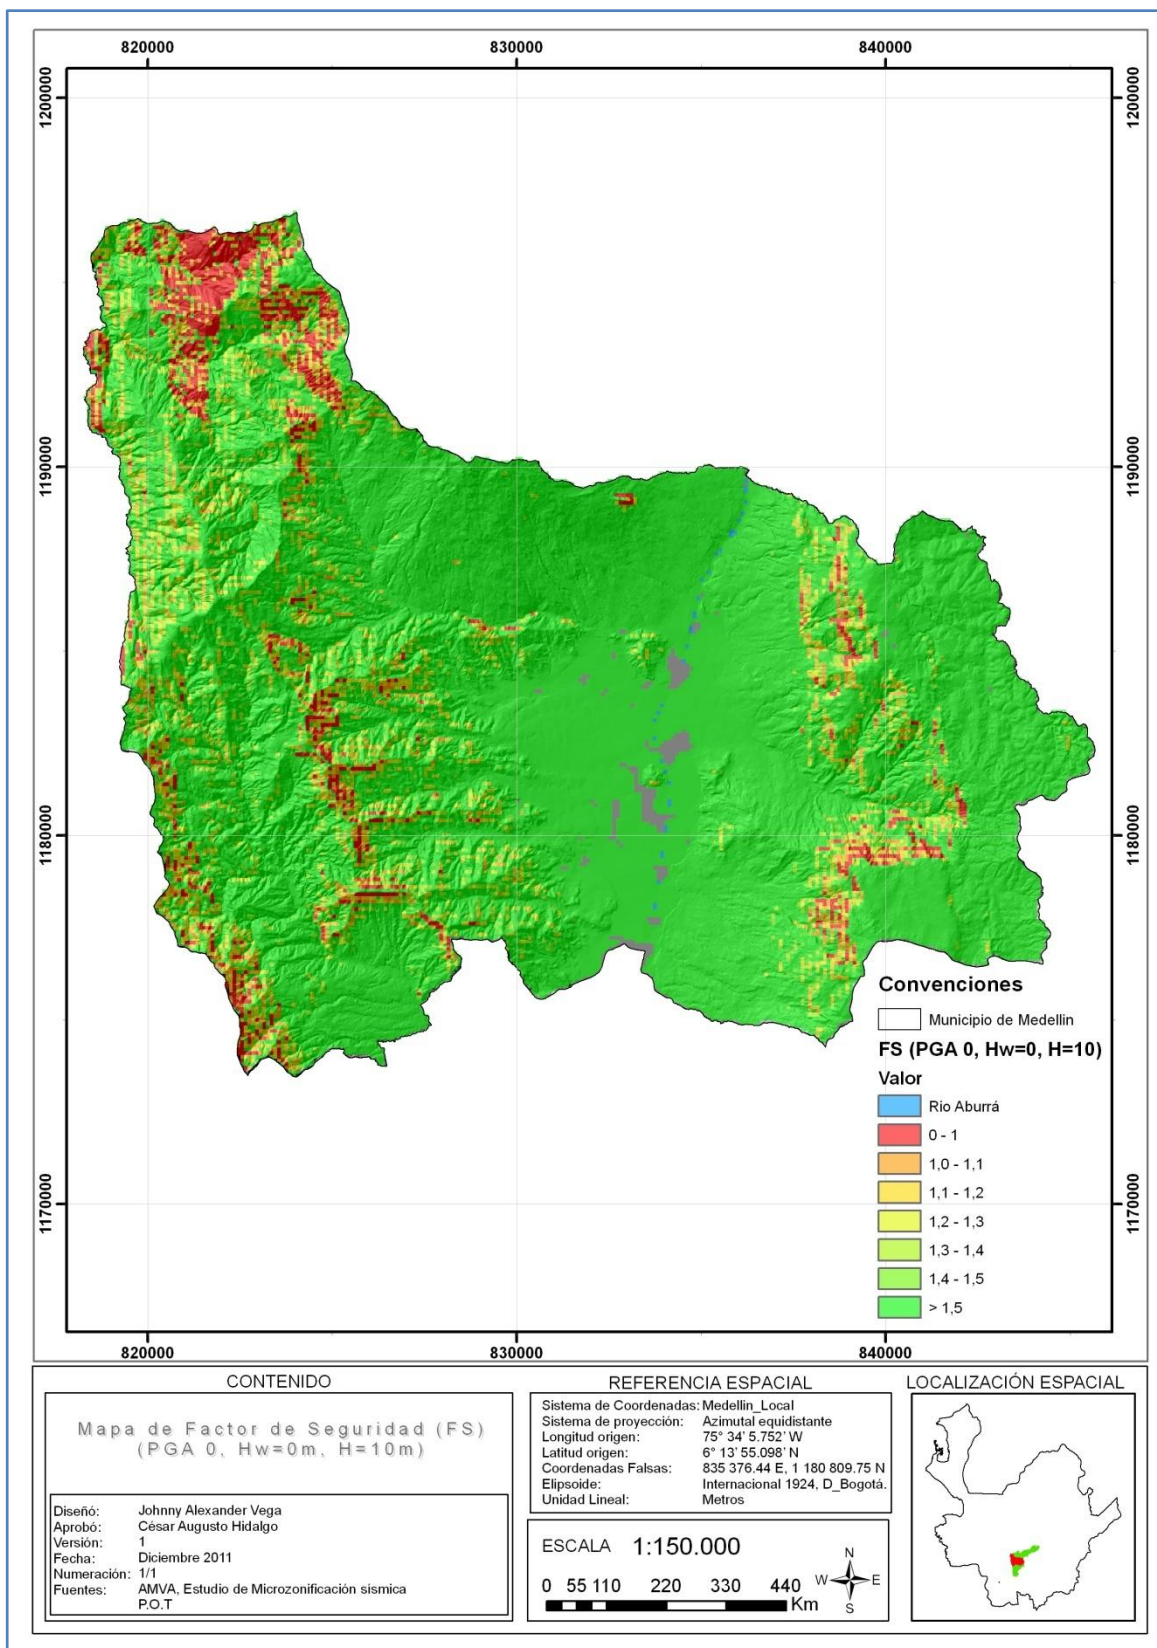 820000
830000
840000
1200000
1200000
1190000
1190000
1180000
1180000
1170000
1170000
Convenciones
Municipio de Medellin
FS (PGA 0, Hw=0, H=10)
Valor
Rio Aburrá
0 - 1
1,0 - 1,1
1,1 - 1,2
1,2 - 1,3
1,3 - 1,4
1,4 - 1,5
> 1,5
820000
830000
840000
CONTENIDO
Mapa de Factor de Seguridad (FS)
(PGA 0, Hw=0m, H=10m)
Diseñó: Johnny Alexander Vega
Aprobó: César Augusto Hidalgo
Versión: 1
Fecha: Diciembre 2011
Numeración: 1/1
Fuentes: AMVA, Estudio de Microzonificación sismica
P.O.T
REFERENCIA ESPACIAL
Sistema de Coordenadas: Medellin_Local
Sistema de proyección: Azimutal equidistante
Longitud origen: 75° 34' 5.752' W
Latitud origen: 6° 13' 55.098' N
Coordenadas Falsas: 835 376.44 E, 1 180 809.75 N
Elipsoide: Internacional 1924, D_Bogotá.
Unidad Lineal: Metros
ESCALA 1:150.000
0 55 110 220 330 440
Km
N
W E
S
LOCALIZACIÓN ESPACIAL